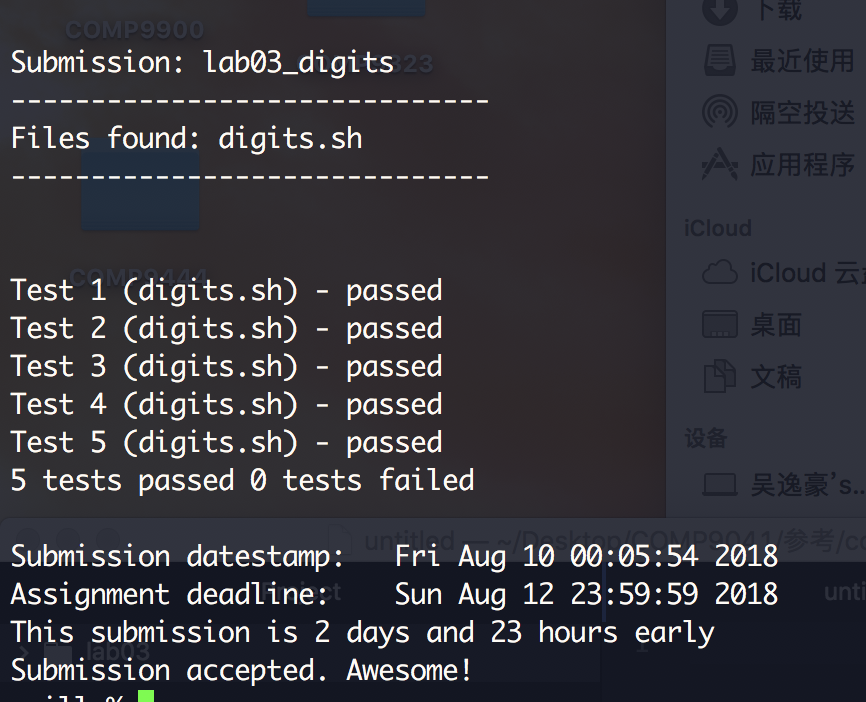 COMP9900
Submission: lab03_digits
323
------------------------------
Files found: digits.sh
------------------------------
COMP9444
Test 1 (digits.sh) - passed
Test 2 (digits.sh) - passed
Test 3 (digits.sh) - passed
Test 4 (digits.sh) - passed
Test 5 (digits.sh) - passed
5 tests passed 0 tests failed
Submission datestamp:   Fri Aug 10 00:05:54 2018
Assignment deadline:    Sun Aug 12 23:59:59 2018
This submission is 2 days and 23 hours early
Submission accepted. Awesome!
下载
最近使用
隔空投送
应用程序
iCloud
iCloud 云
桌面
文稿
设备
吴逸豪's...
untitled — ~/Desktop/COMP9041/参考/co
unti
lab03
1